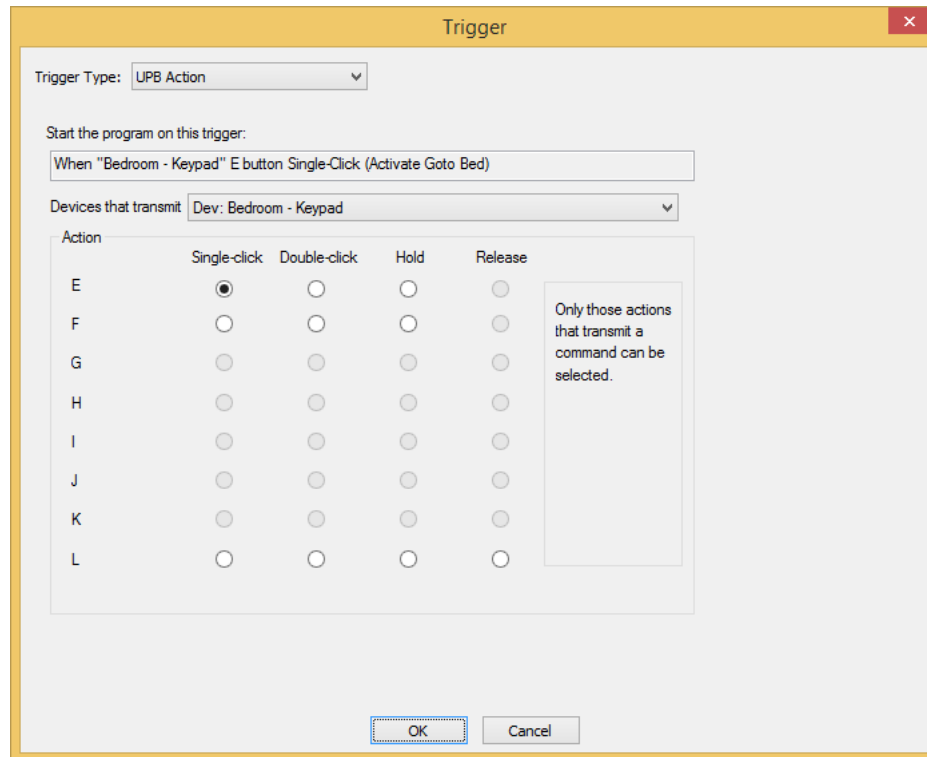 Trigger
Trigger Type: UPB Action
Start the program on this trigger:
When "Bedroom - Keypad" E button Single-Click (Activate Goto Bed)
Devices that transmit Dev: Bedroom - Keypad
Action
Single-click Double-click Hold Release
E
F
G
H
I
J
K
L
Only those actions
that transmit a
command can be
selected.
OK Cancel